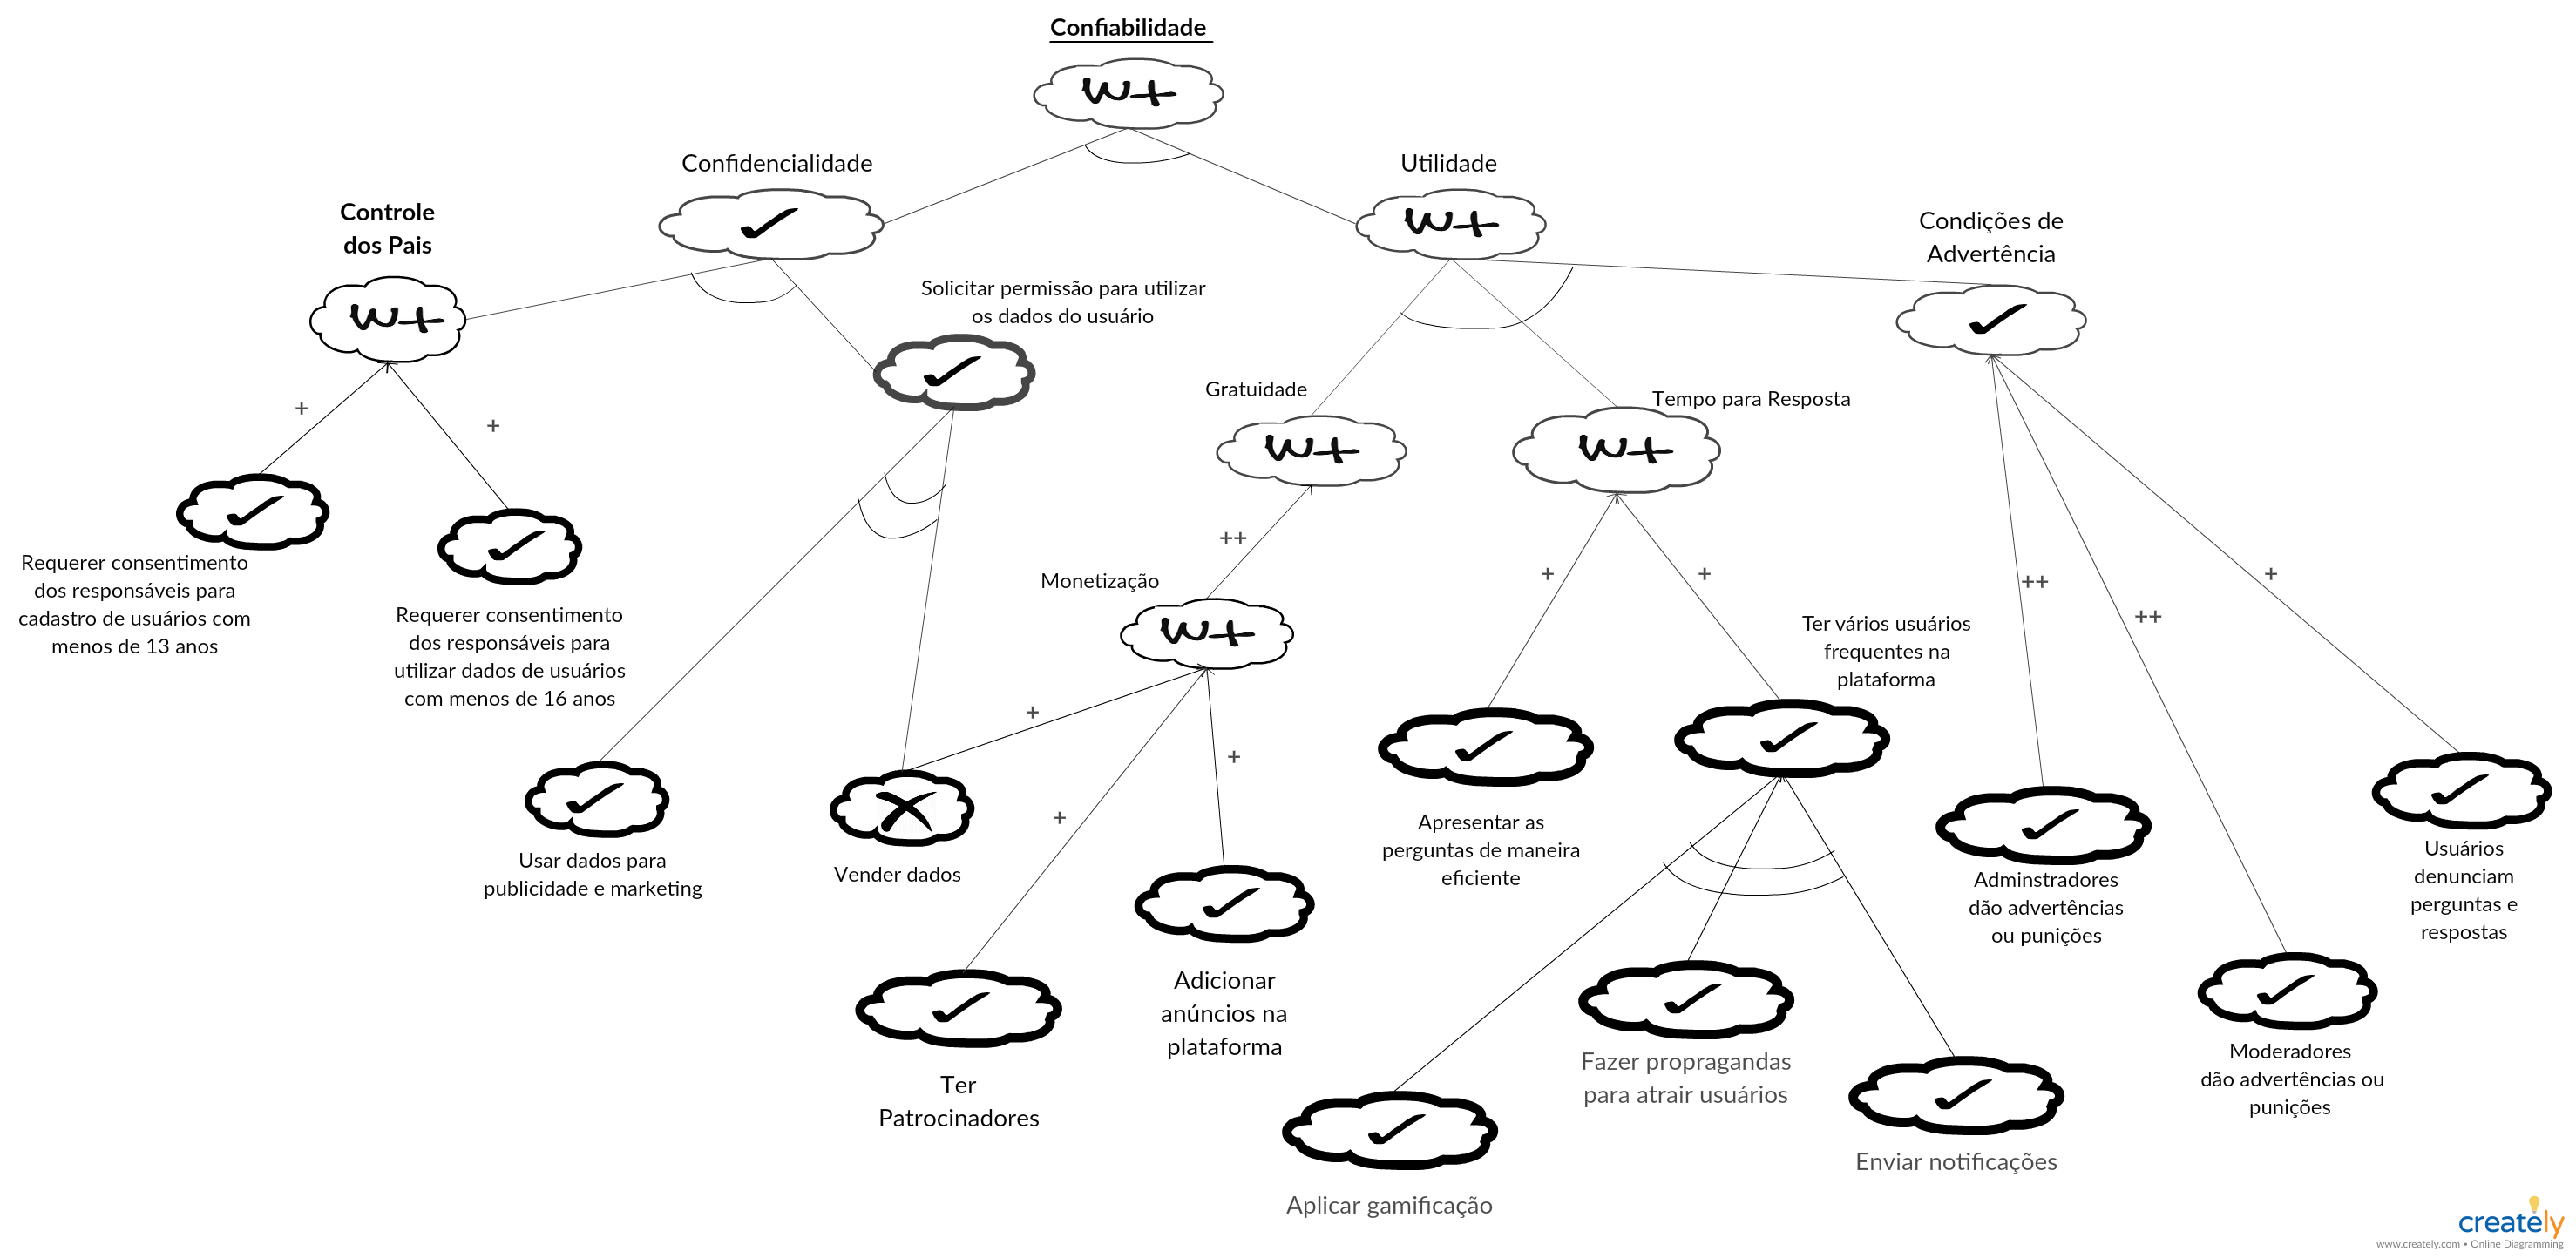 Confiabilidade
W+
Confidencialidade
Utilidade
W+
Controle
dos Pais
W+
Condições de
Advertência
Solicitar permissão para utilizar
os dados do usuário
Gratuidade
W+
Tempo para Resposta
W+
+
+
++
+
+
++
++
+
Requerer consentimento
dos responsáveis para
cadastro de usuários com
menos de 13 anos
Requerer consentimento
dos responsáveis para
utilizar dados de usuários
com menos de 16 anos
Monetização
W+
Ter vários usuários
frequentes na
plataforma
+
+
+
Usar dados para
publicidade e marketing
Vender dados
Apresentar as
perguntas de maneira
eficiente
Adminstradores
dão advertências
ou punições
Usuários
denunciam
perguntas e
respostas
Adicionar
anúncios na
plataforma
Ter
Patrocinadores
Fazer propragandas
para atrair usuários
Moderadores
dão advertências ou
punições
Enviar notificações
Aplicar gamificação
creately
www.creately.com • Online Diagramming